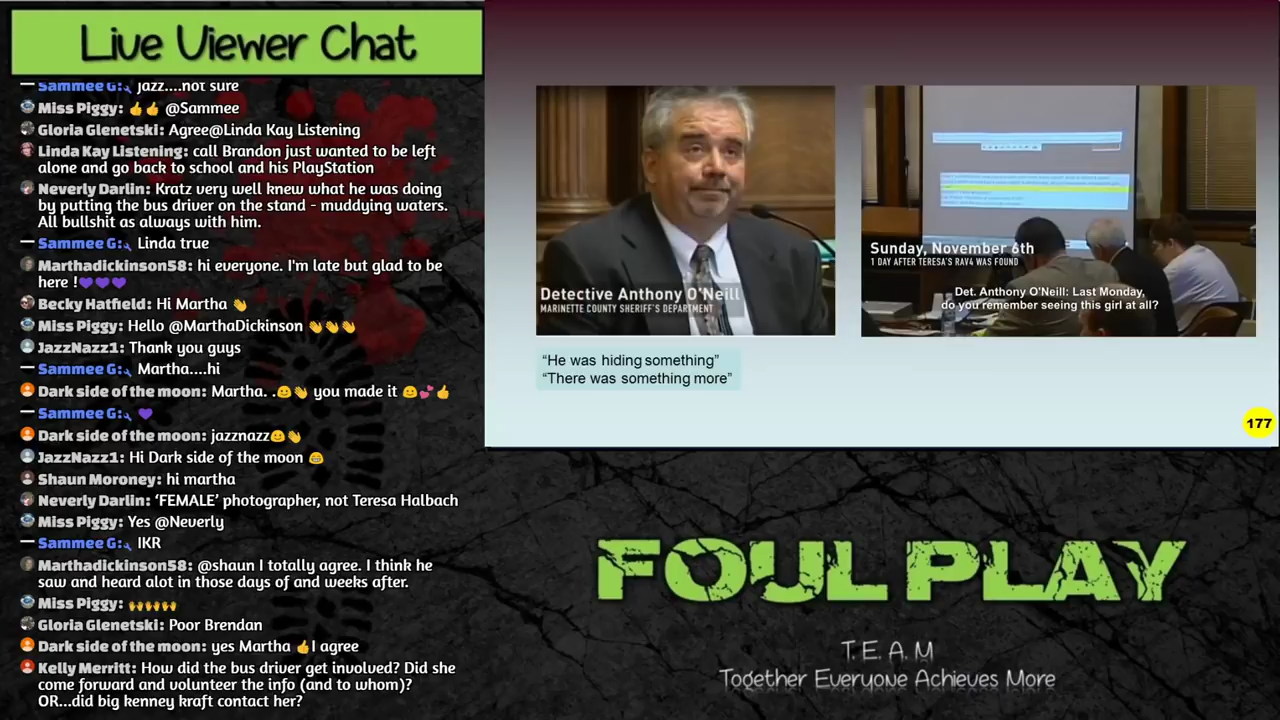 Live Viewer Chat
Sammee G: jazz....not sure
Miss Piggy: 👍👍 @Sammee
Gloria Glenetski: Agree@Linda Kay Listening
Linda Kay Listening: call Brandon just wanted to be left
alone and go back to school and his PlayStation
Neverly Darlin: Kratz very well knew what he was doing
by putting the bus driver on the stand - muddying waters.
All bullshit as always with him.
Sammee G: Linda true
Marthadickinson58: hi everyone. I'm late but glad to be
here !💜💜💜
Becky Hatfield: Hi Martha 👋
Miss Piggy: Hello @MarthaDickinson 👋👋👋
JazzNazz1: Thank you guys
Sammee G: Martha....hi
Dark side of the moon: Martha. .😊👋 you made it 😊💕👍
Sammee G: 💜
Dark side of the moon: jazznazz😊👋
JazzNazz1: Hi Dark side of the moon 😁
Shaun Moroney: hi martha
Neverly Darlin: ‘FEMALE’ photographer, not Teresa Halbach
Miss Piggy: Yes @Neverly
Sammee G: IKR
Marthadickinson58: @shaun I totally agree. I think he
saw and heard alot in those days of and weeks after.
Miss Piggy: 🙌🙌🙌
Gloria Glenetski: Poor Brendan
Dark side of the moon: yes Martha 👍I agree
Kelly Merritt: How did the bus driver get involved? Did she
come forward and volunteer the info (and to whom)?
OR...did big kenney kraft contact her?
Detective Anthony O'Neill
MARINETTE COUNTY SHERIFF'S DEPARTMENT
“He was hiding something”
“There was something more”
Sunday, November 6th
1 DAY AFTER TERESA'S RAV4 WAS FOUND
Det. Anthony O'Neill: Last Monday,
do you remember seeing this girl at all?
177
FOUL PLAY
T.E.A.M
Together Everyone Achieves More